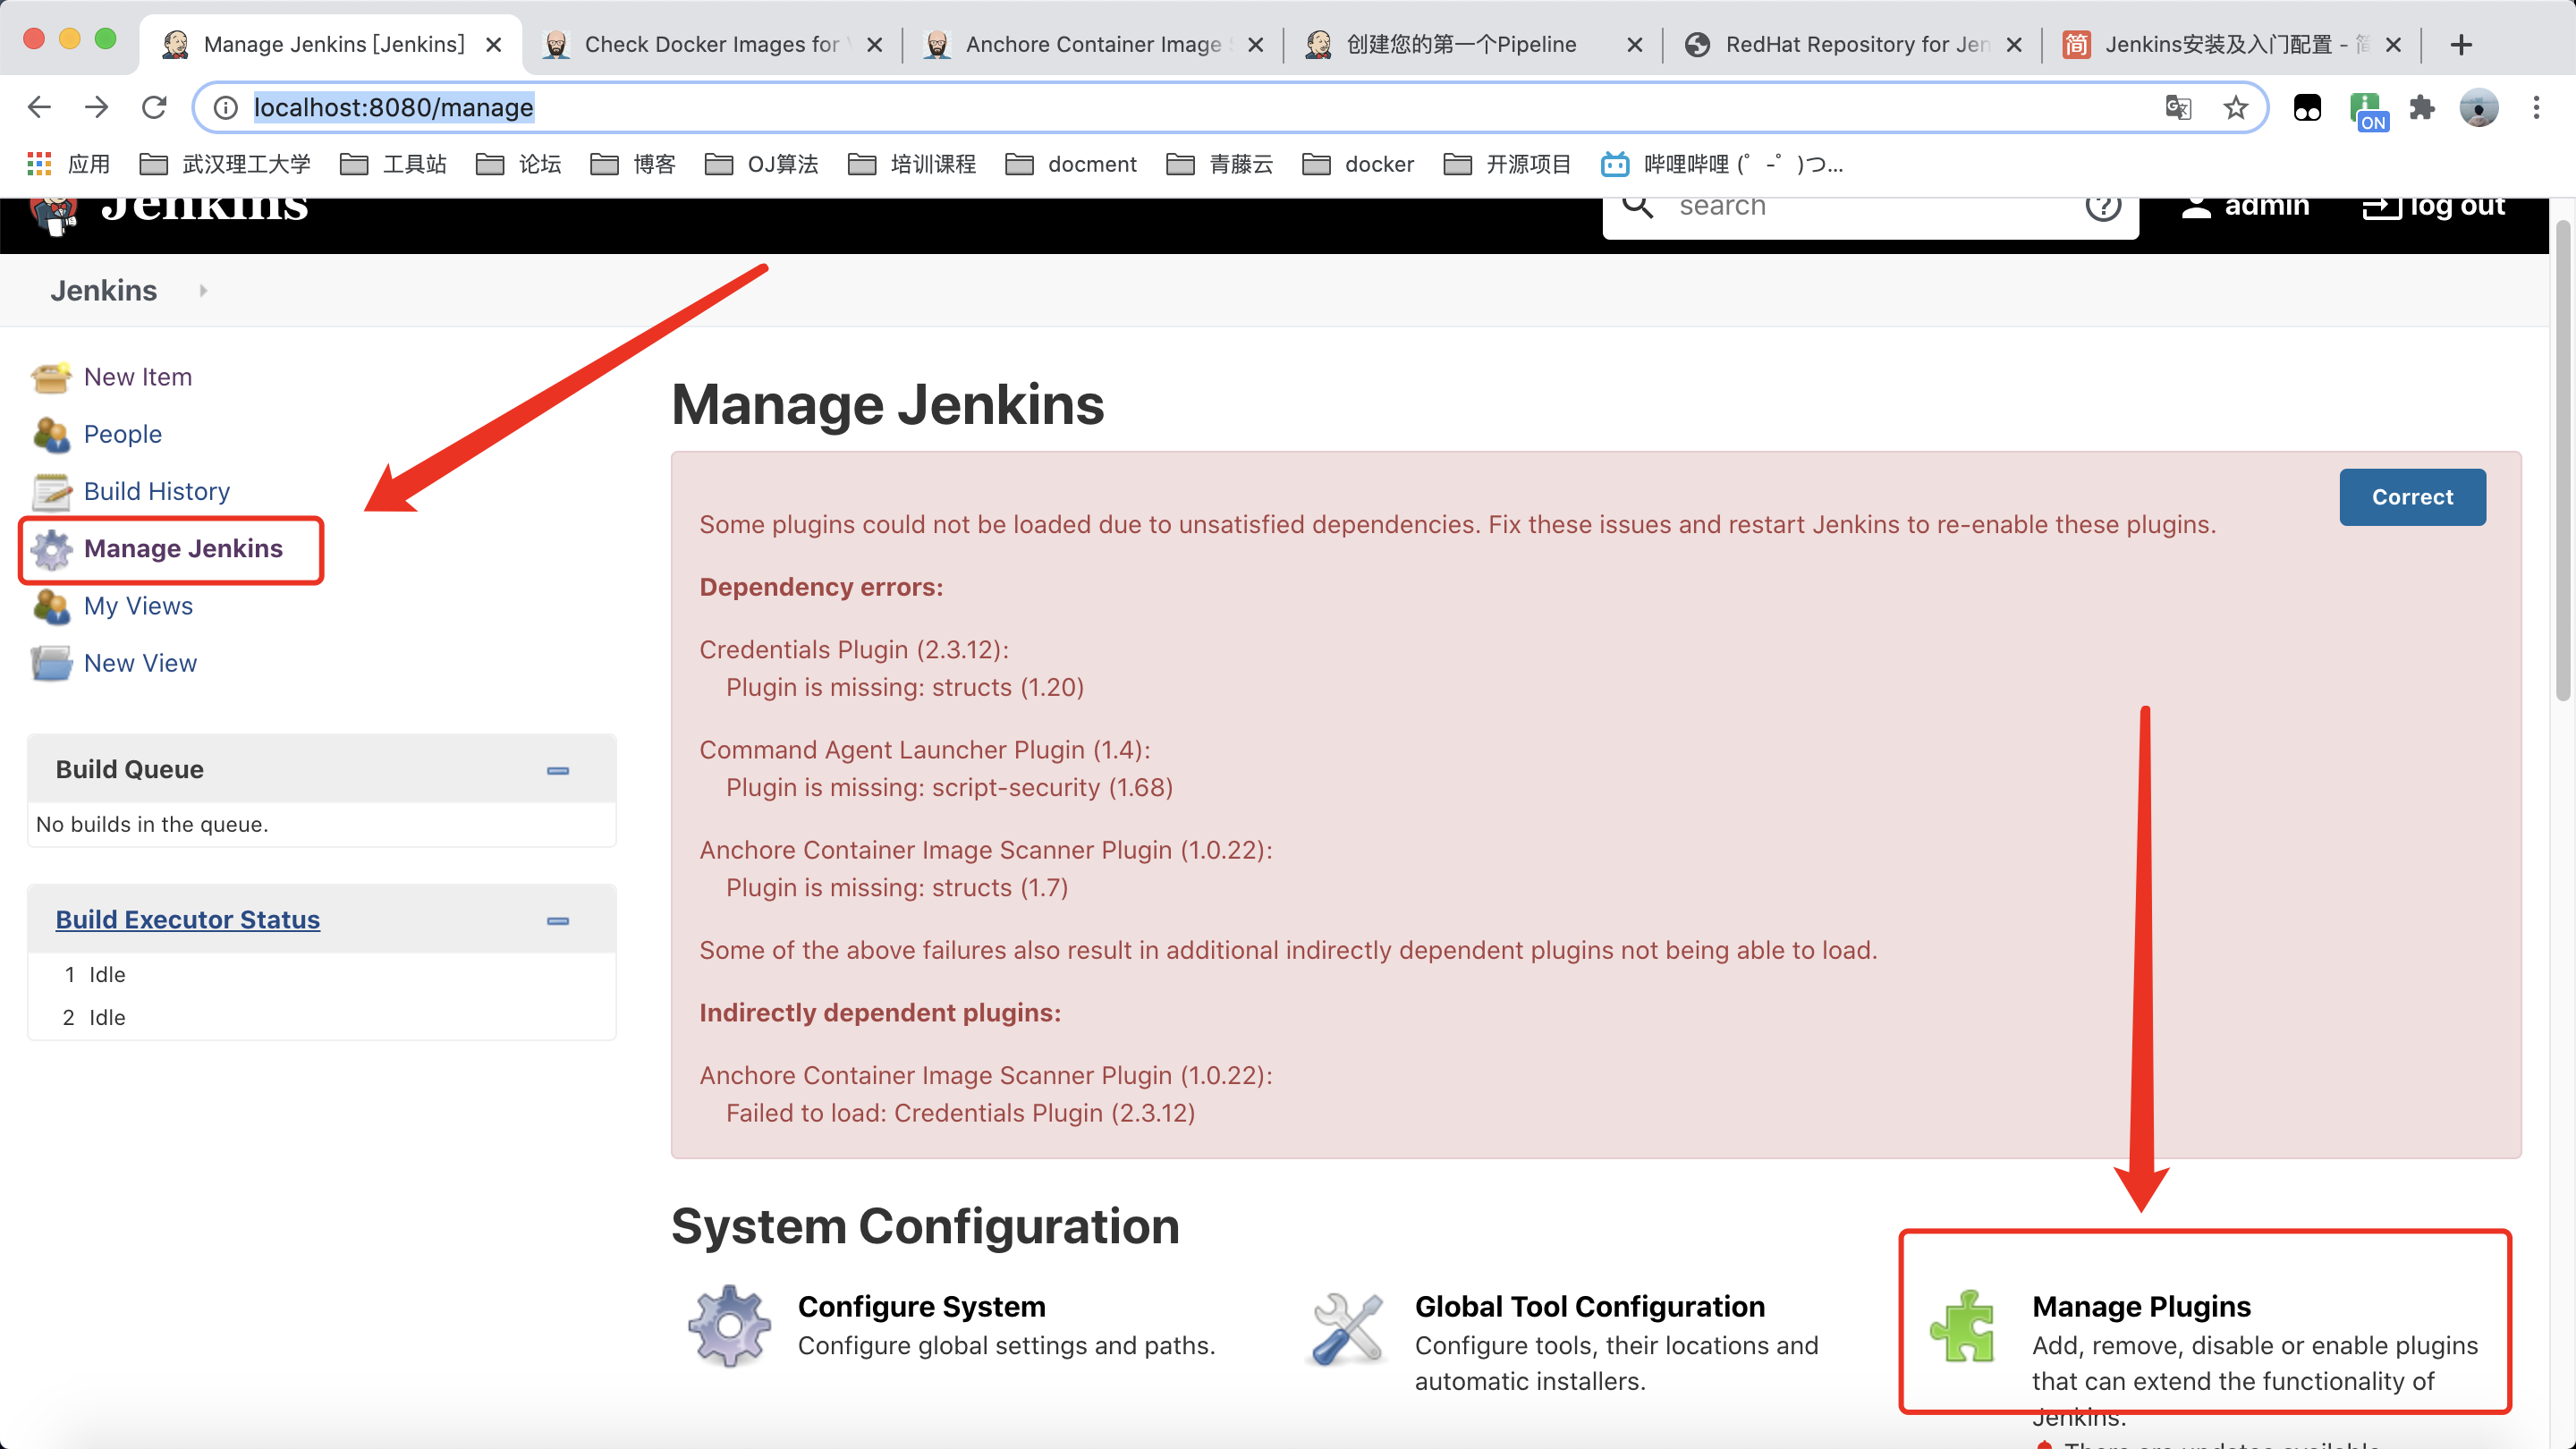 Manage Jenkins [Jenkins]
Check Docker Images for
Anchore Container Image
创建您的第一个Pipeline
RedHat Repository for Jen
简
Jenkins安装及入门配置 -
localhost:8080/manage
ON
应用
武汉理工大学
工具站
论坛
博客
OJ算法
培训课程
docment
青藤云
docker
开源项目
哔哩哔哩 (゜-゜)つ...
Jenkins
search
admin
log out
Jenkins
New Item
People
Build History
Manage Jenkins
My Views
New View
Build Queue
No builds in the queue.
Build Executor Status
1 Idle
2 Idle
Manage Jenkins
Correct
Some plugins could not be loaded due to unsatisfied dependencies. Fix these issues and restart Jenkins to re-enable these plugins.
Dependency errors:
Credentials Plugin (2.3.12):
Plugin is missing: structs (1.20)
Command Agent Launcher Plugin (1.4):
Plugin is missing: script-security (1.68)
Anchore Container Image Scanner Plugin (1.0.22):
Plugin is missing: structs (1.7)
Some of the above failures also result in additional indirectly dependent plugins not being able to load.
Indirectly dependent plugins:
Anchore Container Image Scanner Plugin (1.0.22):
Failed to load: Credentials Plugin (2.3.12)
System Configuration
Configure System
Configure global settings and paths.
Global Tool Configuration
Configure tools, their locations and
automatic installers.
Manage Plugins
Add, remove, disable or enable plugins
that can extend the functionality of
Jenkins.
There are updates available